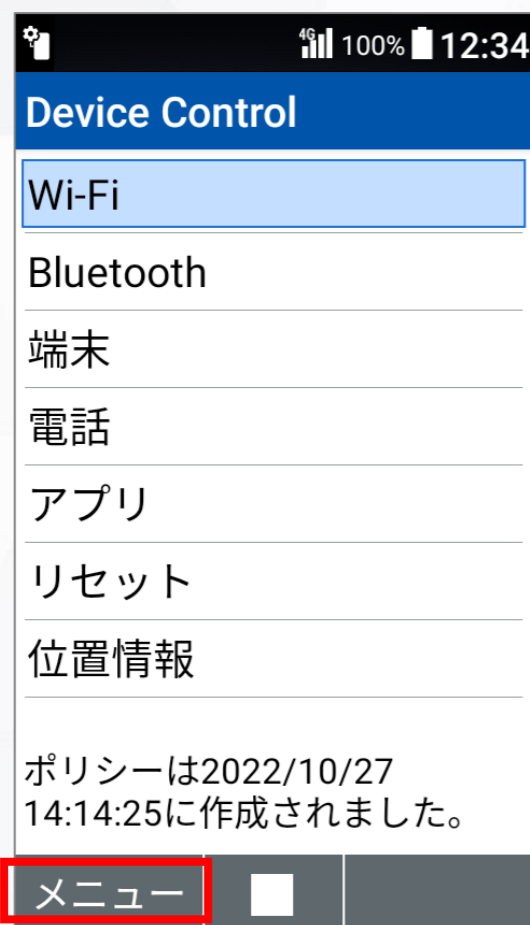 4G 100% 12:34
Device Control
Wi-Fi
Bluetooth
端末
電話
アプリ
リセット
位置情報
ポリシーは2022/10/27
14:14:25に作成されました。
メニュー